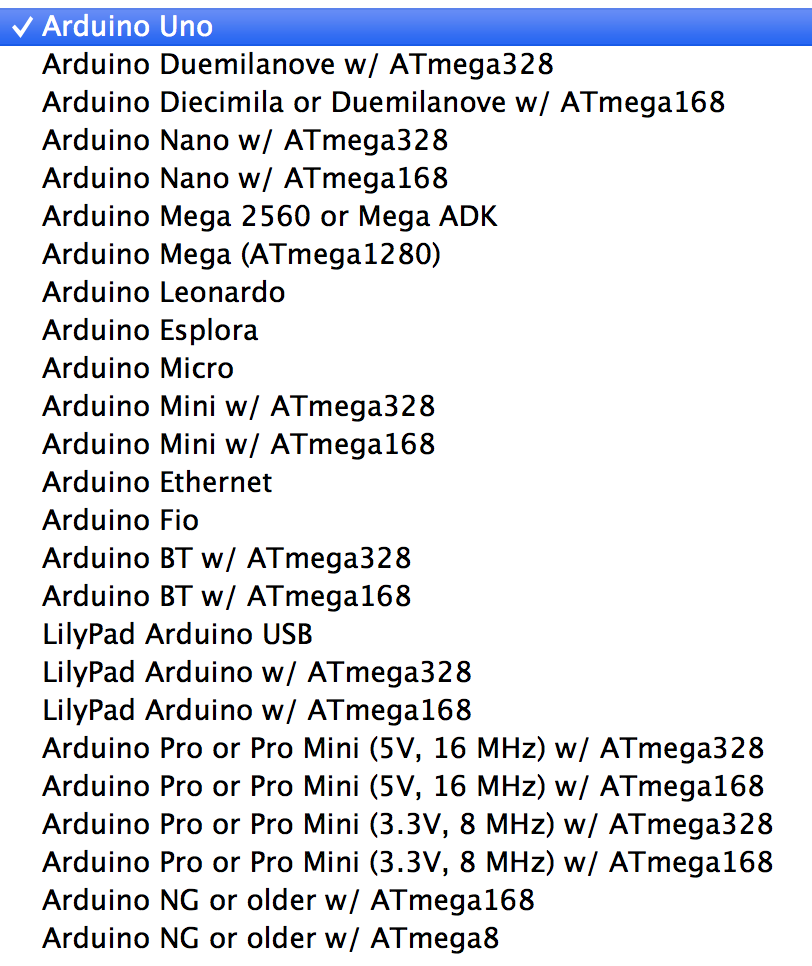 Arduino Uno
Arduino Duemilanove w/ ATmega328
Arduino Diecimila or Duemilanove w/ ATmega168
Arduino Nano w/ ATmega328
Arduino Nano w/ ATmega168
Arduino Mega 2560 or Mega ADK
Arduino Mega (ATmega1280)
Arduino Leonardo
Arduino Esplora
Arduino Micro
Arduino Mini w/ ATmega328
Arduino Mini w/ ATmega168
Arduino Ethernet
Arduino Fio
Arduino BT w/ ATmega328
Arduino BT w/ ATmega168
LilyPad Arduino USB
LilyPad Arduino w/ ATmega328
LilyPad Arduino w/ ATmega168
Arduino Pro or Pro Mini (5V, 16 MHz) w/ ATmega328
Arduino Pro or Pro Mini (5V, 16 MHz) w/ ATmega168
Arduino Pro or Pro Mini (3.3V, 8 MHz) w/ ATmega328
Arduino Pro or Pro Mini (3.3V, 8 MHz) w/ ATmega168
Arduino NG or older w/ ATmega168
Arduino NG or older w/ ATmega8